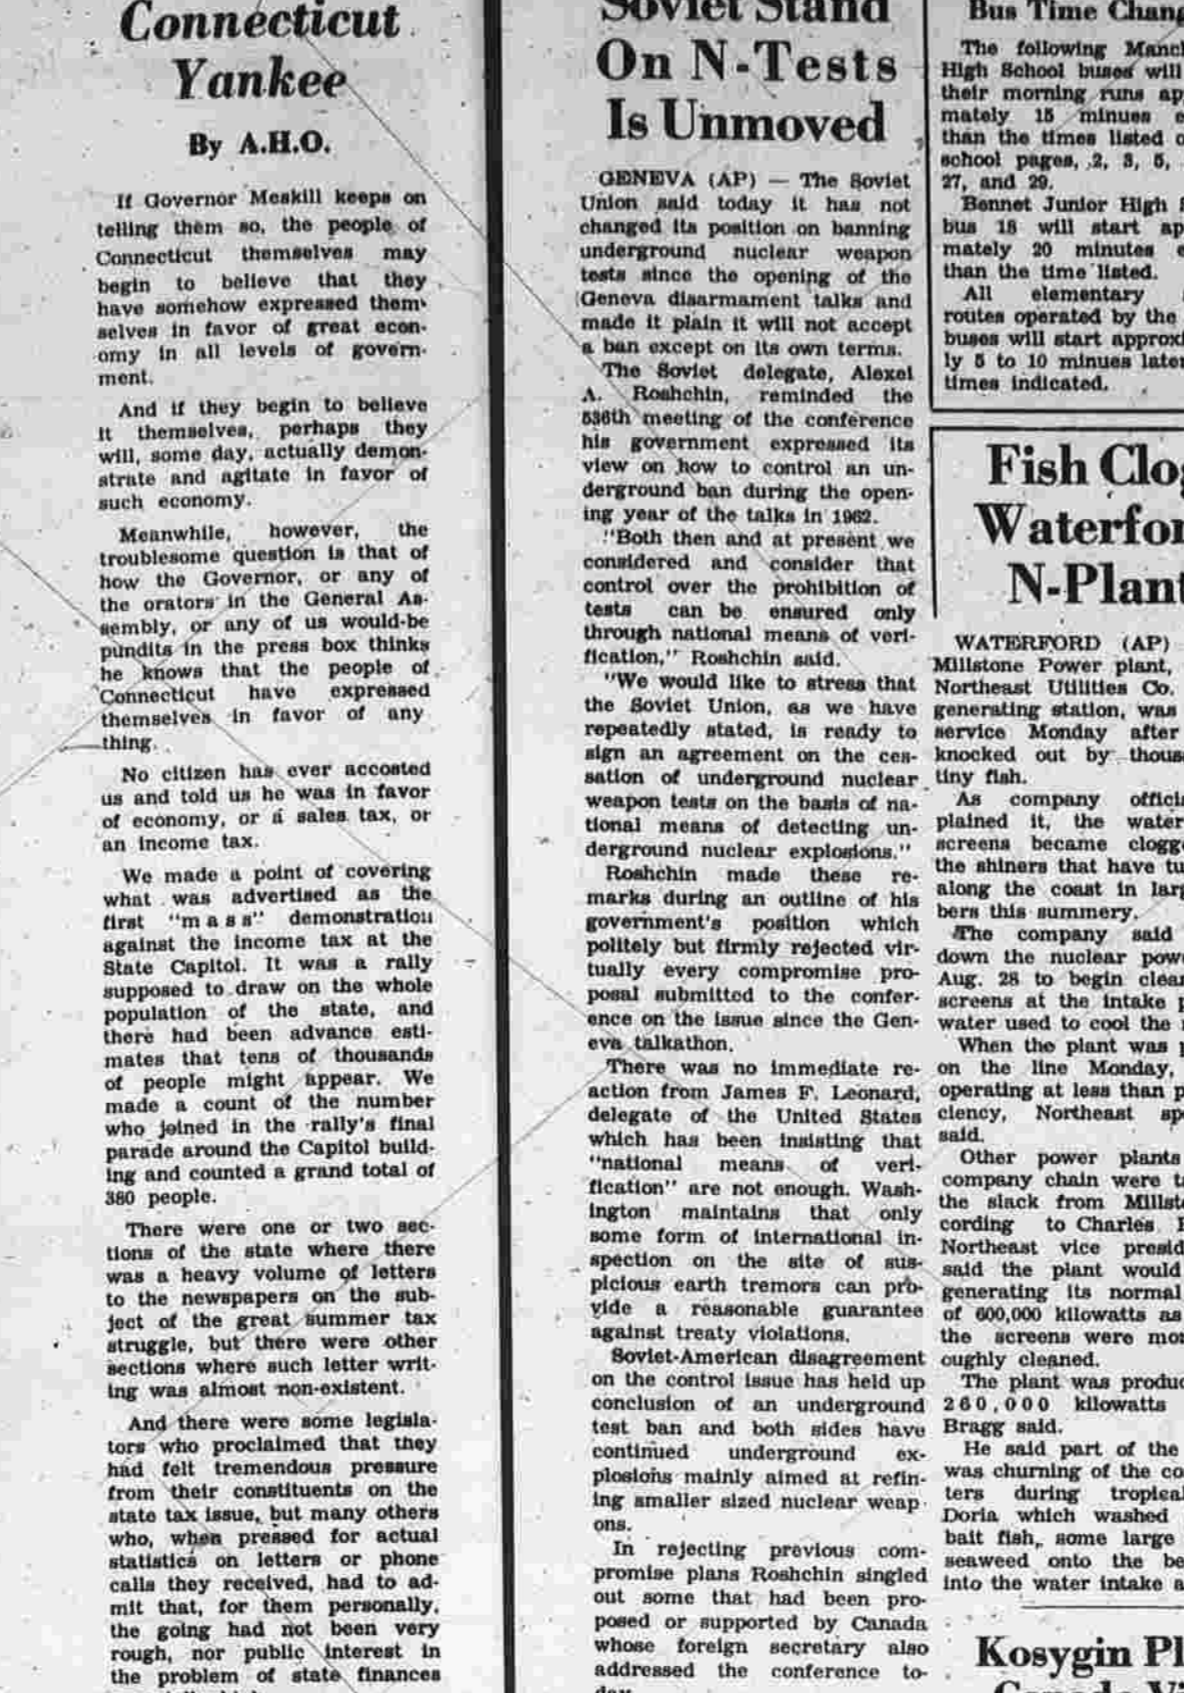 Connecticut
Yankee
By A.H.O.
If Governor Meskill keeps on
telling them so, the people of
Connecticut themselves may
begin to believe that they
have somehow expressed them-
selves in favor of great econ-
omy in all levels of govern-
ment.
And if they begin to believe
it themselves, perhaps they
will, some day, actually demon-
strate and agitate in favor of
such economy.
Meanwhile, however, the
troublesome question is that of
how the Governor, or any of
the orators in the General As-
sembly, or any of us would-be
pundits in the press box thinks
he knows that the people of
Connecticut have expressed
themselves in favor of any
thing.
No citizen has ever accosted
us and told us he was in favor
of economy, or a sales tax, or
an income tax.
We made a point of covering
what was advertised as the
first "mass" demonstration
against the income tax at the
State Capitol. It was a rally
supposed to draw on the whole
population of the state, and
there had been advance esti-
mates that tens of thousands
of people might appear. We
made a count of the number
who joined in the rally's final
parade around the Capitol build-
ing and counted a grand total of
380 people.
There were one or two sec-
tions of the state where there
was a heavy volume of letters
to the newspapers on the sub-
ject of the great summer tax
struggle, but there were other
sections where such letter writ-
ing was almost non-existent.
And there were some legisla-
tors who proclaimed that they
had felt tremendous pressure
from their constituents on the
state tax issue, but many others
who, when pressed for actual
statistics on letters or phone
calls they received, had to ad-
mit that, for them personally,
the going had not been very
rough, nor public interest in
the problem of state finances
Soviet Stand
On N-Tests
Is Unmoved
GENEVA (AP) — The Soviet
Union said today it has not
changed its position on banning
underground nuclear weapon
tests since the opening of the
Geneva disarmament talks and
made it plain it will not accept
a ban except on its own terms.
The Soviet delegate, Alexei
A. Roshchin, reminded the
536th meeting of the conference
his government expressed its
view on how to control an un-
derground ban during the open-
ing year of the talks in 1962.
"Both then and at present we
considered and consider that
control over the prohibition of
tests can be ensured only
through national means of veri-
fication," Roshchin said.
"We would like to stress that
the Soviet Union, as we have
repeatedly stated, is ready to
sign an agreement on the ces-
sation of underground nuclear
weapon tests on the basis of na-
tional means of detecting un-
derground nuclear explosions."
Roshchin made these re-
marks during an outline of his
government's position which
politely but firmly rejected vir-
tually every compromise pro-
posal submitted to the confer-
ence on the issue since the Gen-
eva talkathon.
There was no immediate re-
action from James F. Leonard,
delegate of the United States
which has been insisting that
"national means of veri-
fication" are not enough. Wash-
ington maintains that only
some form of international in-
spection on the site of sus-
picious earth tremors can pro-
vide a reasonable guarantee
against treaty violations.
Soviet-American disagreement
on the control issue has held up
conclusion of an underground
test ban and both sides have
continued underground ex-
plosions mainly aimed at refin-
ing smaller sized nuclear weap-
ons.
In rejecting previous com-
promise plans Roshchin singled
out some that had been pro-
posed or supported by Canada
whose foreign secretary also
addressed the conference to-
day.
Bus Time Chang
The following Manc
High School buses will
their morning runs ap
mately 15 minues e
than the times listed o
school pages, 2, 3, 5,
27, and 29.
Bennet Junior High
bus 18 will start ap
mately 20 minutes e
than the time listed.
All elementary
routes operated by the
buses will start approxi
ly 5 to 10 minues later
times indicated.
Fish Clog
Waterfor
N-Plant
WATERFORD (AP)
Millstone Power plant,
Northeast Utilities Co.
generating station, was
service Monday after
knocked out by thous
tiny fish.
As company offici
plained it, the water
screens became clogg
the shiners that have tu
along the coast in larg
bers this summery.
The company said
down the nuclear pow
Aug. 28 to begin clear
screens at the intake p
water used to cool the
When the plant was p
on the line Monday,
operating at less than p
ciency, Northeast sp
said.
Other power plants
company chain were t
the slack from Millst
cording to Charles
Northeast vice presid
said the plant would
generating its normal
of 600,000 kilowatts as
the screens were mor
oughly cleaned.
The plant was produc
260,000 kilowatts
Bragg said.
He said part of the
was churning of the co
ters during tropical
Doria which washed
bait fish, some large
seaweed onto the be
into the water intake a
Kosygin Pl